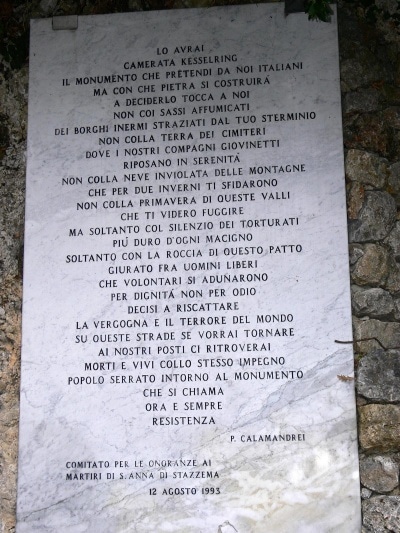 LO AVRAI
CAMERATA KESSELRING
IL MONUMENTO CHE PRETENDI DA NOI ITALIANI
MA CON CHE PIETRA SI COSTRUIRÁ
A DECIDERLO TOCCA A NOI
NON COI SASSI AFFUMICATI
DEI BORGHI INERMI STRAZIATI DAL TUO STERMINIO
NON COLLA TERRA DEI CIMITERI
DOVE I NOSTRI COMPAGNI GIOVINETTI
RIPOSANO IN SERENITÁ
NON COLLA NEVE INVIOLATA DELLE MONTAGNE
CHE PER DUE INVERNI TI SFIDARONO
NON COLLA PRIMAVERA DI QUESTE VALLI
CHE TI VIDERO FUGGIRE
MA SOLTANTO COL SILENZIO DEI TORTURATI
PIÚ DURO D'OGNI MACIGNO
SOLTANTO CON LA ROCCIA DI QUESTO PATTO
GIURATO FRA UOMINI LIBERI
CHE VOLONTARI SI ADUNARONO
PER DIGNITÁ NON PER ODIO
DECISI A RISCATTARE
LA VERGOGNA E IL TERRORE DEL MONDO
SU QUESTE STRADE SE VORRAI TORNARE
AI NOSTRI POSTI CI RITROVERAI
MORTI E VIVI COLLO STESSO IMPEGNO
POPOLO SERRATO INTORNO AL MONUMENTO
CHE SI CHIAMA
ORA E SEMPRE
RESISTENZA
P. CALAMANDREI
COMITATO PER LE ONORANZE AI
MARTIRI DI S. ANNA DI STAZZEMA
12 AGOSTO 1993